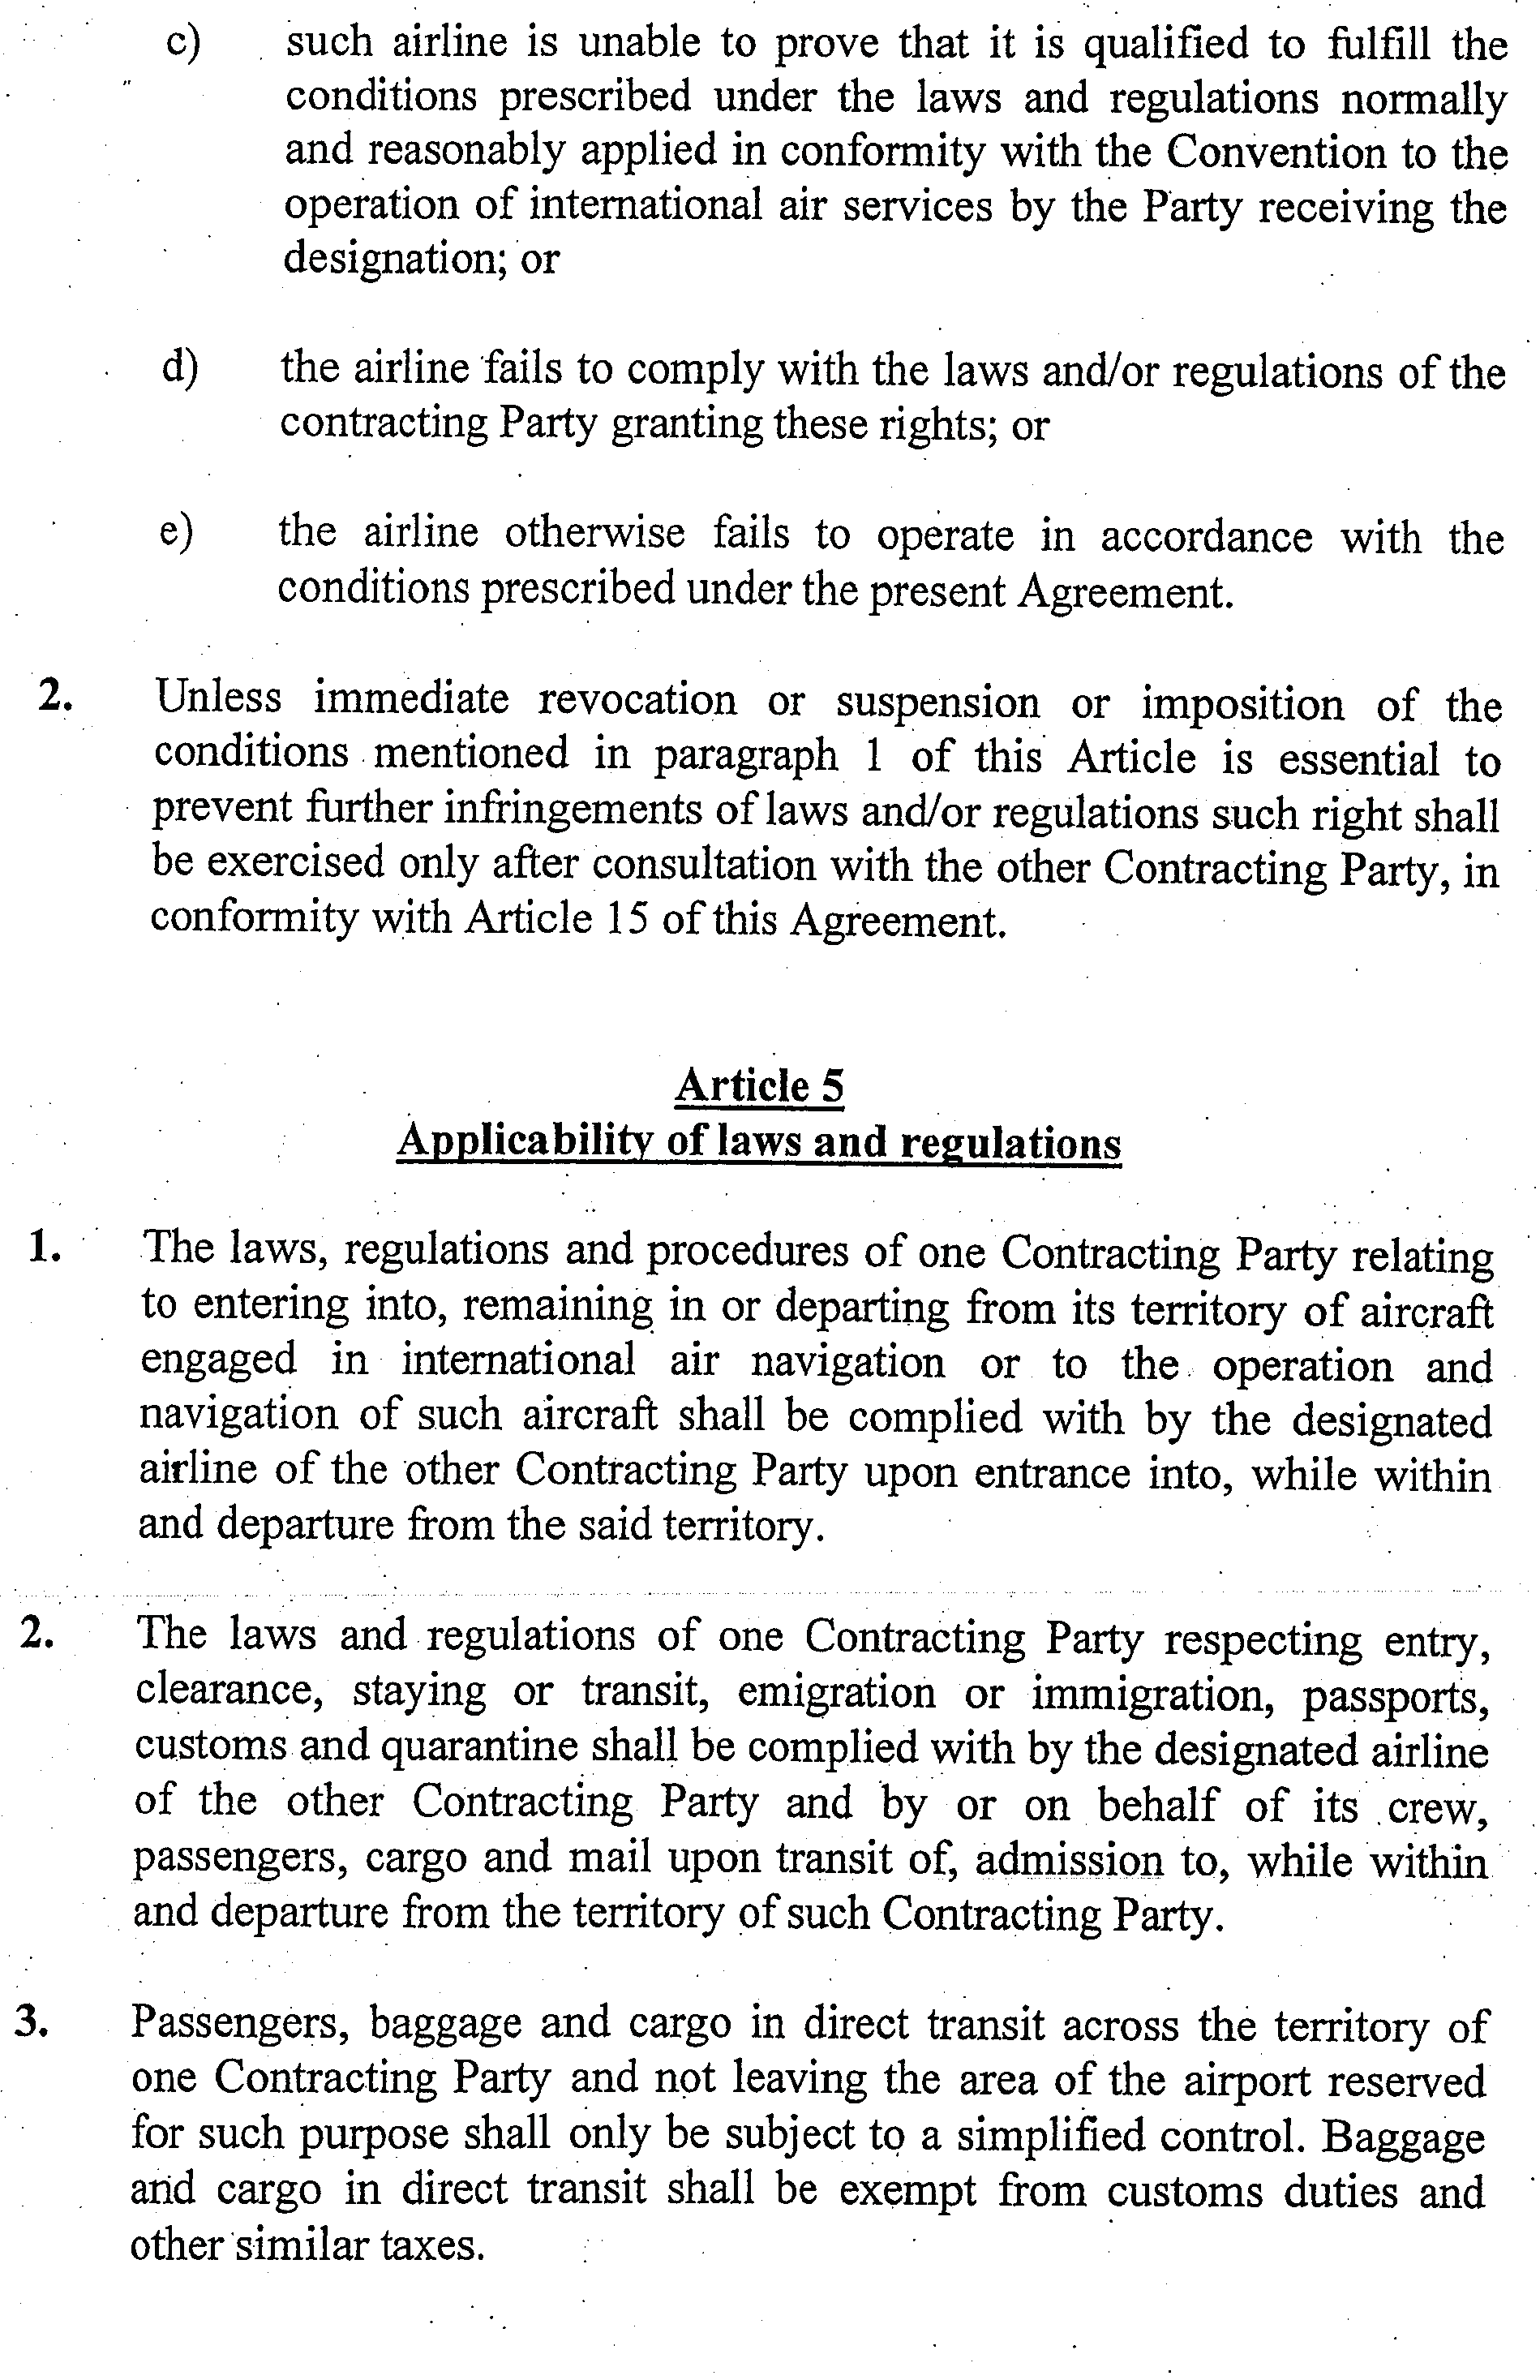 c) such airline is unable to prove that it is qualified to fulfill the
conditions prescribed under the laws and regulations normally
and reasonably applied in conformity with the Convention to the
operation of international air services by the Party receiving the
designation; or
d) the airline fails to comply with the laws and/or regulations of the
contracting Party granting these rights; or
e) the airline otherwise fails to operate in accordance with the
conditions prescribed under the present Agreement.
2. Unless immediate revocation or suspension or imposition of the
conditions mentioned in paragraph 1 of this Article is essential to
prevent further infringements of laws and/or regulations such right shall
be exercised only after consultation with the other Contracting Party, in
conformity with Article 15 of this Agreement.
Article 5
Applicability of laws and regulations
1. The laws, regulations and procedures of one Contracting Party relating
to entering into, remaining in or departing from its territory of aircraft
engaged in international air navigation or to the operation and
navigation of such aircraft shall be complied with by the designated
airline of the other Contracting Party upon entrance into, while within
and departure from the said territory.
2. The laws and regulations of one Contracting Party respecting entry,
clearance, staying or transit, emigration or immigration, passports,
customs and quarantine shall be complied with by the designated airline
of the other Contracting Party and by or on behalf of its crew,
passengers, cargo and mail upon transit of, admission to, while within
and departure from the territory of such Contracting Party.
3. Passengers, baggage and cargo in direct transit across the territory of
one Contracting Party and not leaving the area of the airport reserved
for such purpose shall only be subject to a simplified control. Baggage
and cargo in direct transit shall be exempt from customs duties and
other similar taxes.